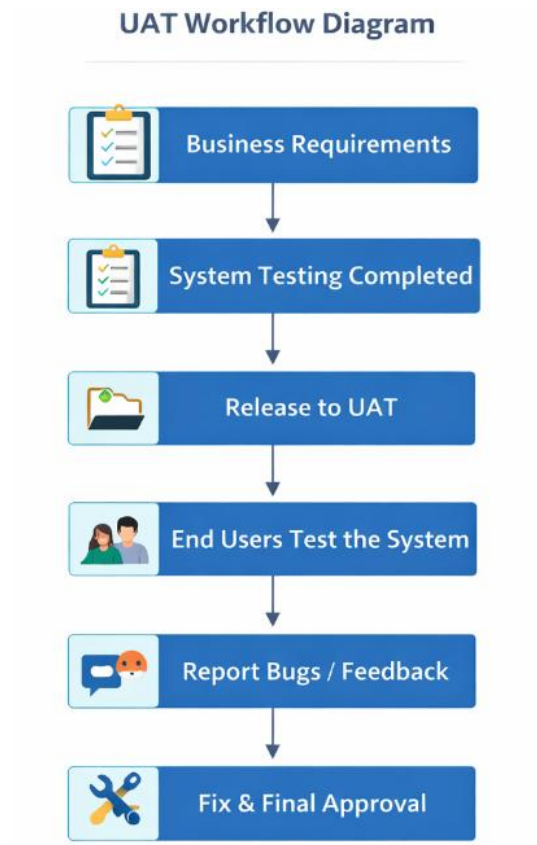 UAT Workflow Diagram
Business Requirements
System Testing Completed
Release to UAT
End Users Test the System
Report Bugs / Feedback
Fix & Final Approval